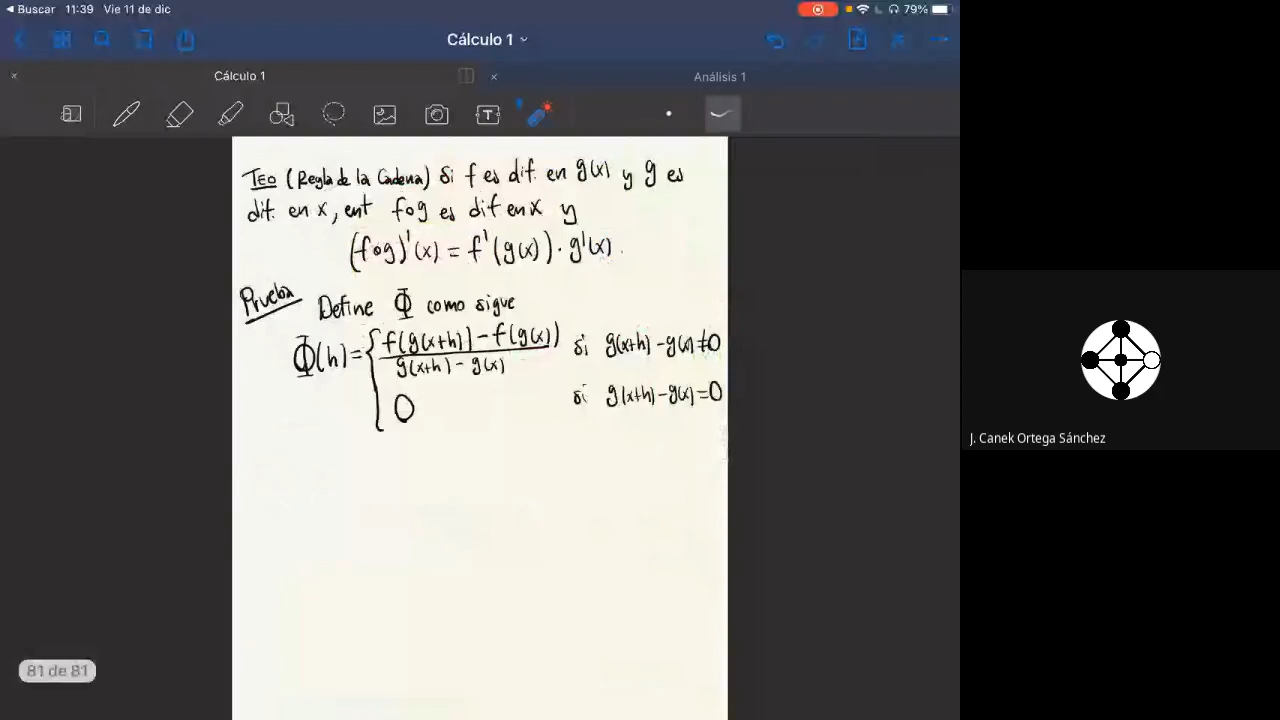 Buscar 11:39 Vie 11 de dic 79%
Cálculo 1
Cálculo 1 Análisis 1
T
TEO (Regla de la Cadena) Si f es dif. en g(x) y g es
dif. en x, ent f∘g es dif en x y
(f∘g)'(x) = f'(g(x)) · g'(x).
Prueba Define Φ como sigue
Φ(h) = { f(g(x+h)) - f(g(x)) / g(x+h) - g(x) si g(x+h) - g(x) ≠ 0
0 si g(x+h) - g(x) = 0
J. Canek Ortega Sánchez
81 de 81